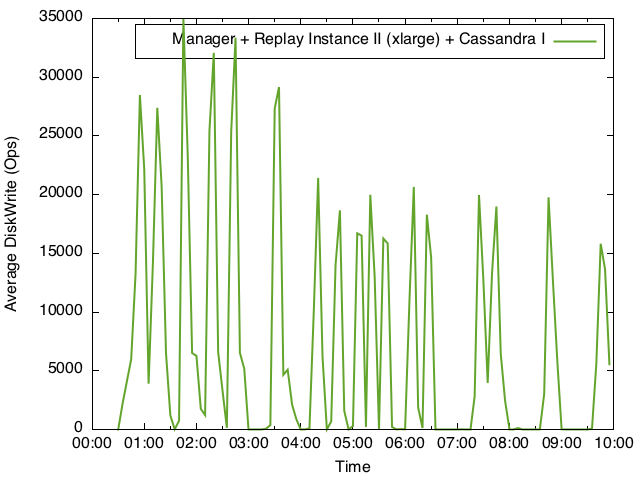 35000
Manager + Replay Instance II (xlarge) + Cassandra I
30000
25000
20000
15000
10000
5000
0
Average DiskWrite (Ops)
00:00 01:00 02:00 03:00 04:00 05:00 06:00 07:00 08:00 09:00 10:00
Time